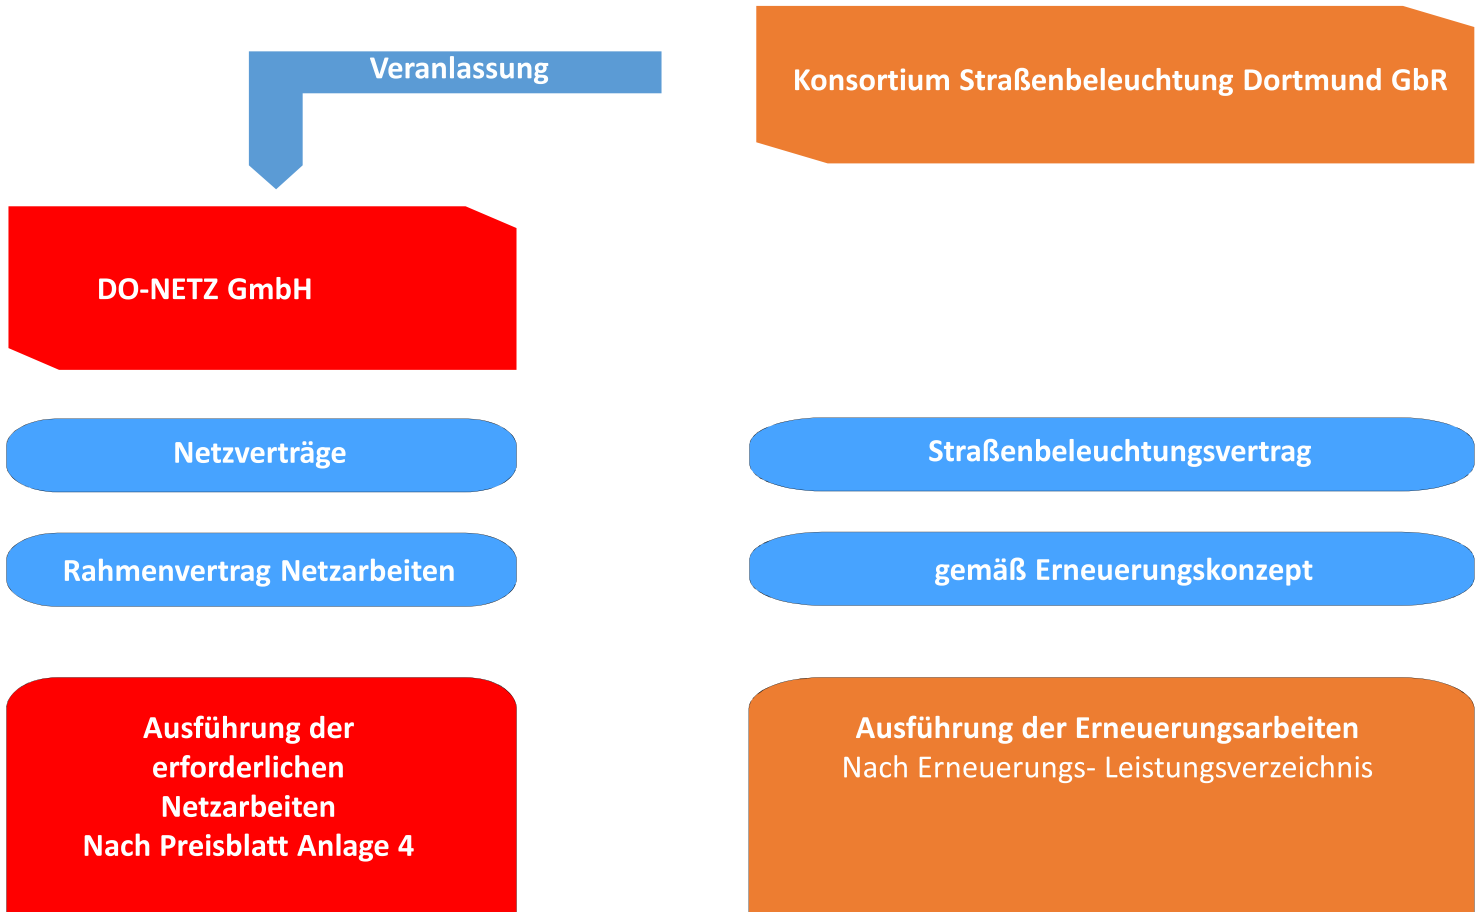 Veranlassung
Konsortium Straßenbeleuchtung Dortmund GbR
DO-NETZ GmbH
Netzverträge
Straßenbeleuchtungsvertrag
Rahmenvertrag Netzarbeiten
gemäß Erneuerungskonzept
Ausführung der
erforderlichen
Netzarbeiten
Nach Preisblatt Anlage 4
Ausführung der Erneuerungsarbeiten
Nach Erneuerungs- Leistungsverzeichnis